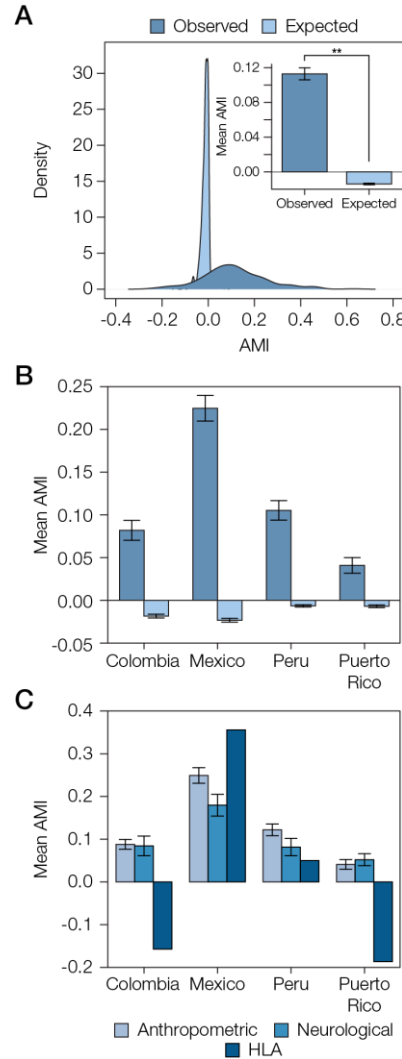 A
Observed Expected
Density
30
25
20
15
10
5
0
-0.4 -0.2 0.0 0.2 0.4 0.6 0.8
AMI
Mean AMI
0.12
0.08
0.04
0.00
**
Observed Expected
B
Mean AMI
0.25
0.20
0.15
0.10
0.05
0.00
-0.05
Colombia Mexico Peru Puerto
Rico
C
Mean AMI
0.4
0.3
0.2
0.1
0.0
-0.1
-0.2
Colombia Mexico Peru Puerto
Rico
Anthropometric Neurological
HLA